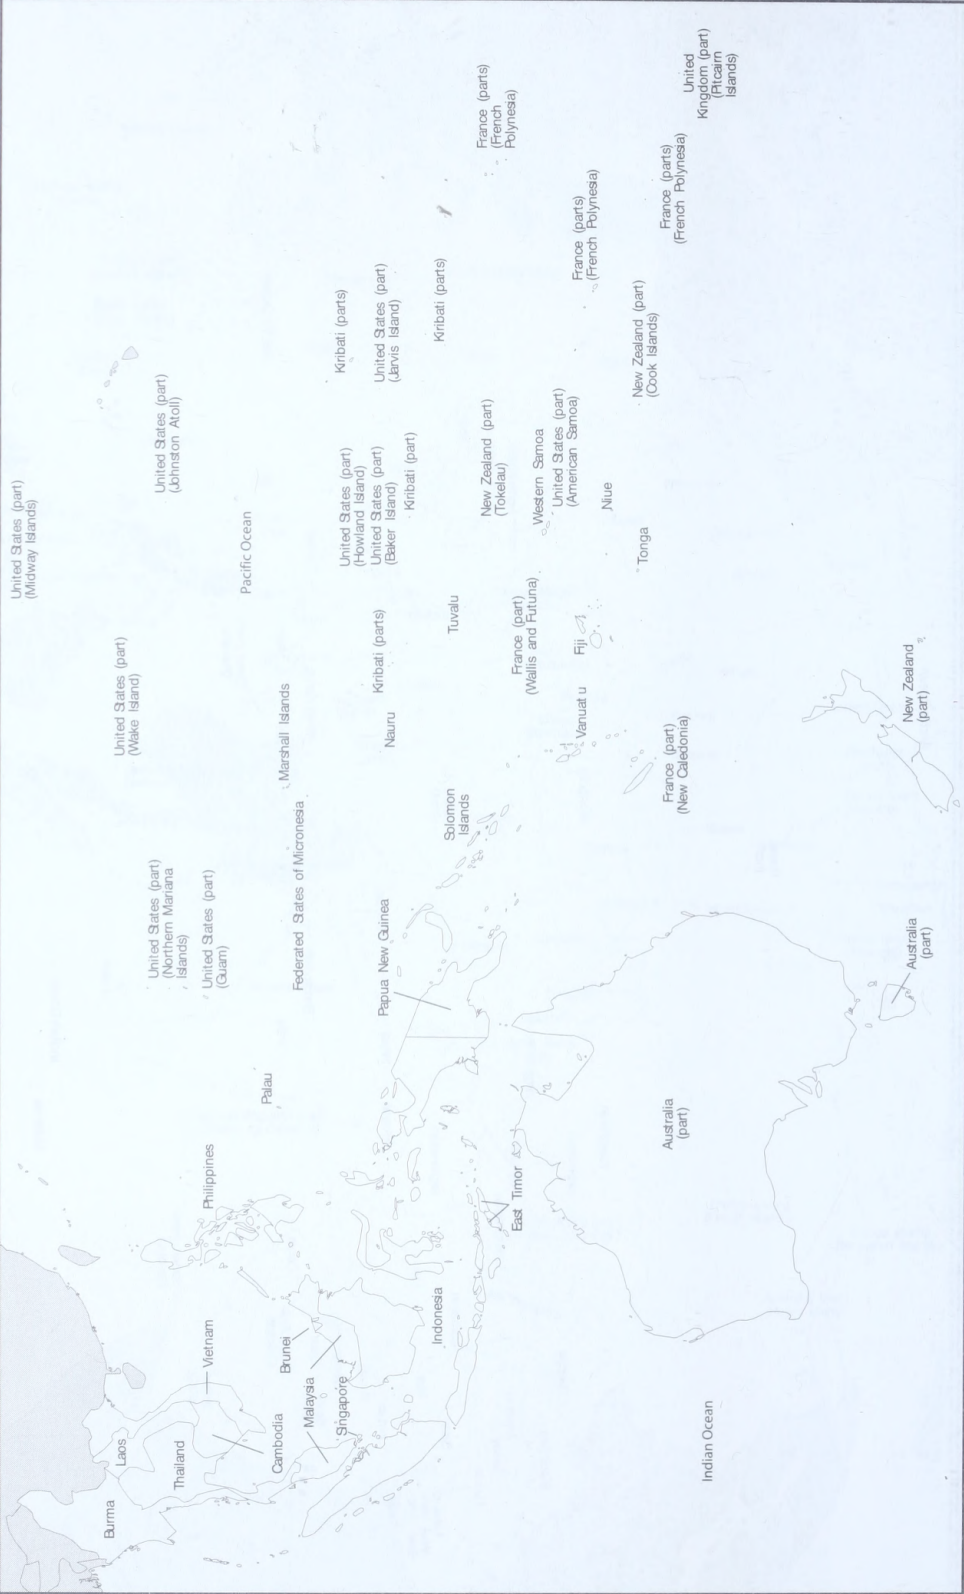 United States (part)
(Midway Islands)
United States (part)
(Wake Island)
United States (part)
(Johnston Atoll)
United States (part)
(Northern Mariana
Islands)
United States (part)
(Guam)
Pacific Ocean
Burma
Laos
Thailand
Vietnam
Philippines
Palau
Cambodia
Brunei
Malaysia
Singapore
Federated States of Micronesia
Marshall Islands
United States (part)
(Howland Island)
United States (part)
(Baker Island)
Kiribati (part)
Kiribati (parts)
United States (part)
(Jarvis Island)
Kiribati (parts)
Kiribati (parts)
Nauru
Papua New Guinea
Indonesia
Solomon
Islands
Tuvalu
New Zealand (part)
(Tokelau)
France (parts)
(French
Polynesia)
East Timor
France (part)
(Wallis and Futuna)
Western Samoa
United States (part)
(American Samoa)
France (parts)
(French Polynesia)
Vanuatu
Fiji
Niue
Tonga
New Zealand (part)
(Cook Islands)
France (parts)
(French Polynesia)
United
Kingdom (part)
(Pitcairn
Islands)
Indian Ocean
Australia
(part)
France (part)
(New Caledonia)
Australia
(part)
New Zealand
(part)